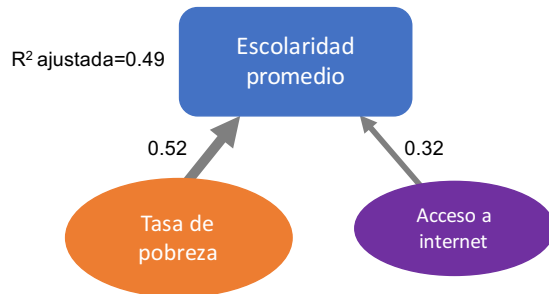 Escolaridad
promedio
R² ajustada=0.49
0.52
0.32
Tasa de
pobreza
Acceso a
internet